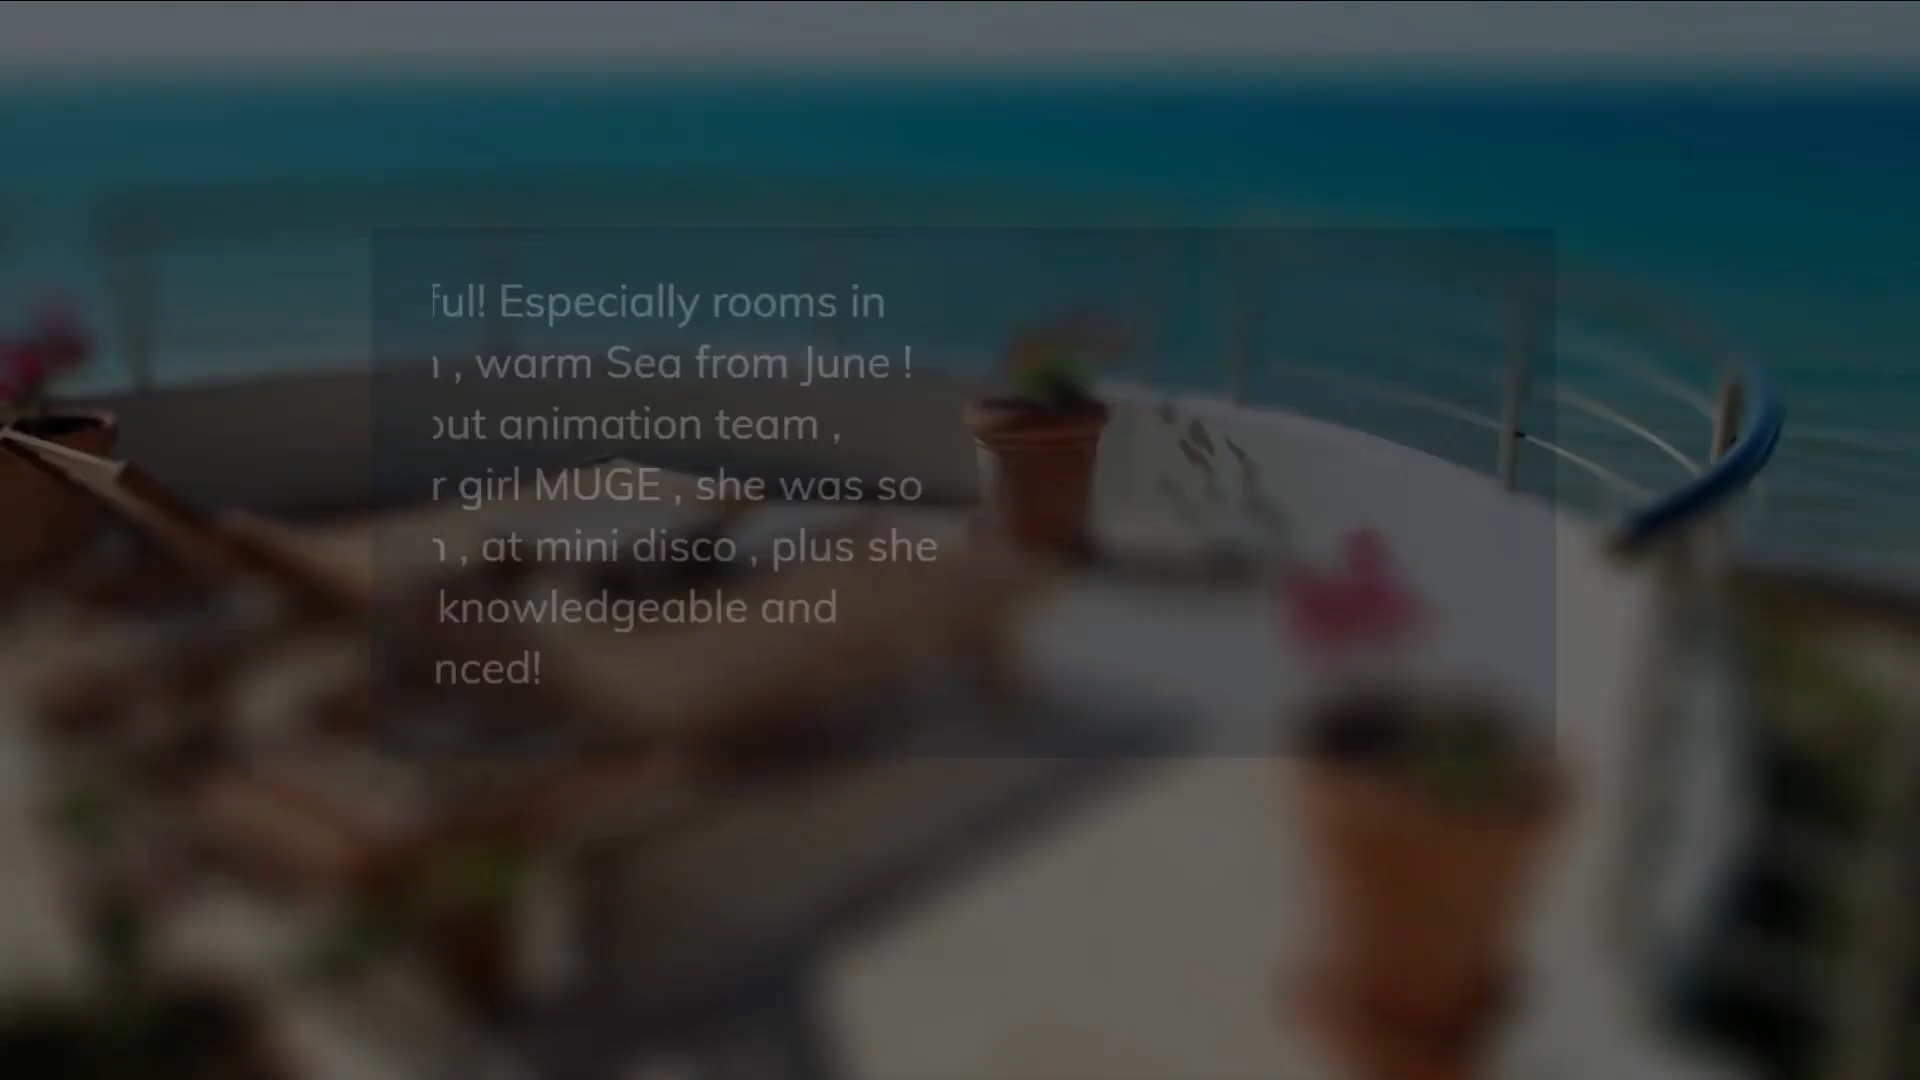 ful! Especially rooms in
, warm Sea from June !
out animation team ,
r girl MUGE , she was so
, at mini disco , plus she
knowledgeable and
nced!